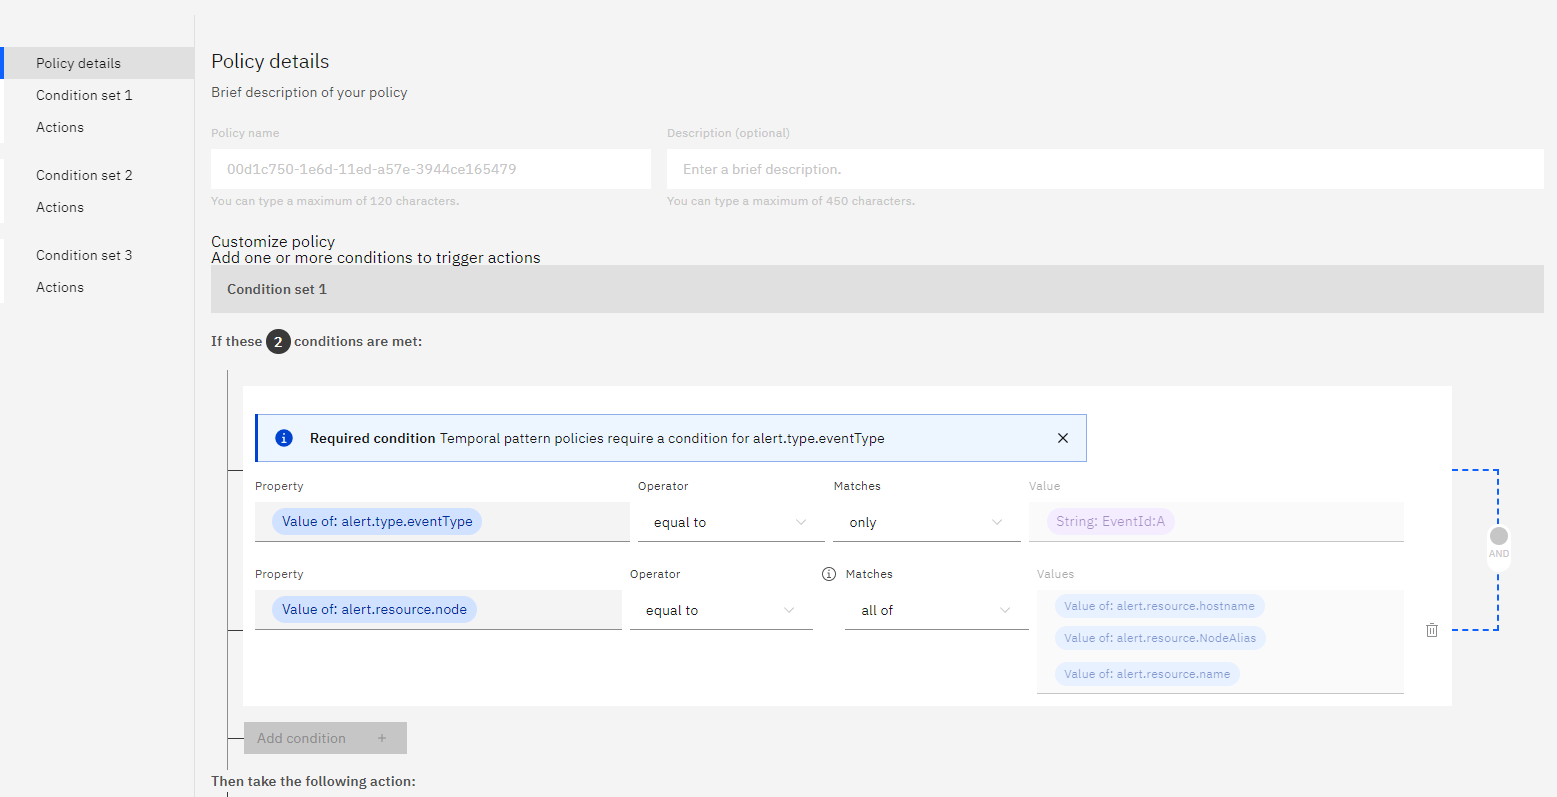 Policy details
Condition set 1
Actions
Condition set 2
Actions
Condition set 3
Actions
Policy details
Brief description of your policy
Policy name
Description (optional)
00d1c750-1e6d-11ed-a57e-3944ce165479
Enter a brief description.
You can type a maximum of 120 characters.
You can type a maximum of 450 characters.
Customize policy
Add one or more conditions to trigger actions
Condition set 1
If these 2 conditions are met:
Required condition Temporal pattern policies require a condition for alert.type.eventType
Property
Operator
Matches
Value
Value of: alert.type.eventType
equal to
only
String: EventId:A
AND
Property
Operator
Matches
Values
Value of: alert.resource.node
equal to
all of
Value of: alert.resource.hostname
Value of: alert.resource.NodeAlias
Value of: alert.resource.name
Add condition +
Then take the following action: